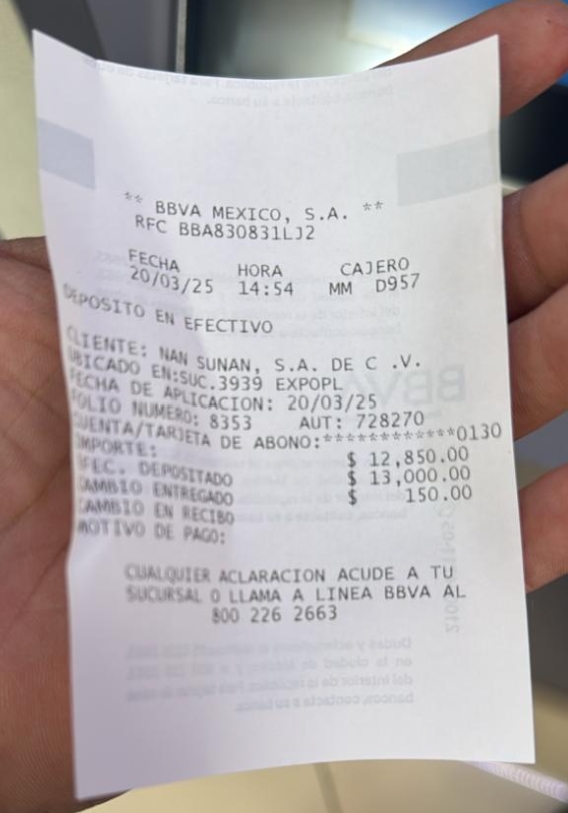 ** BBVA MEXICO, S.A. **
RFC BBA830831LJ2
FECHA HORA CAJERO
20/03/25 14:54 MM D957
DEPOSITO EN EFECTIVO
CLIENTE: NAN SUNAN, S.A. DE C .V.
UBICADO EN:SUC.3939 EXPOPL
FECHA DE APLICACION: 20/03/25
FOLIO NUMERO: 8353 AUT: 728270
CUENTA/TARJETA DE ABONO:************0130
IMPORTE: $ 12,850.00
EFEC. DEPOSITADO $ 13,000.00
CAMBIO ENTREGADO $ 150.00
CAMBIO EN RECIBO
MOTIVO DE PAGO:
CUALQUIER ACLARACION ACUDE A TU
SUCURSAL O LLAMA A LINEA BBVA AL
800 226 2663